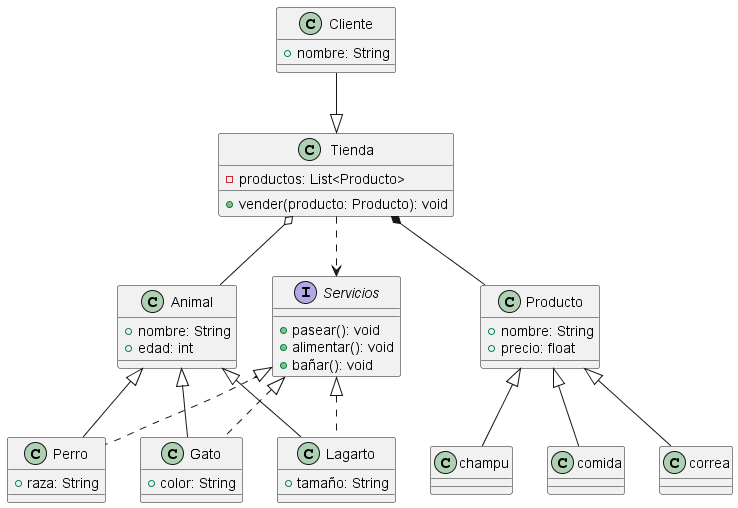 C Cliente
nombre: String
C Tienda
productos: List<Producto>
vender(producto: Producto): void
C Animal
nombre: String
edad: int
I Servicios
pasear(): void
alimentar(): void
bañar(): void
C Producto
nombre: String
precio: float
C Perro
raza: String
C Gato
color: String
C Lagarto
tamaño: String
C champu
C comida
C correa